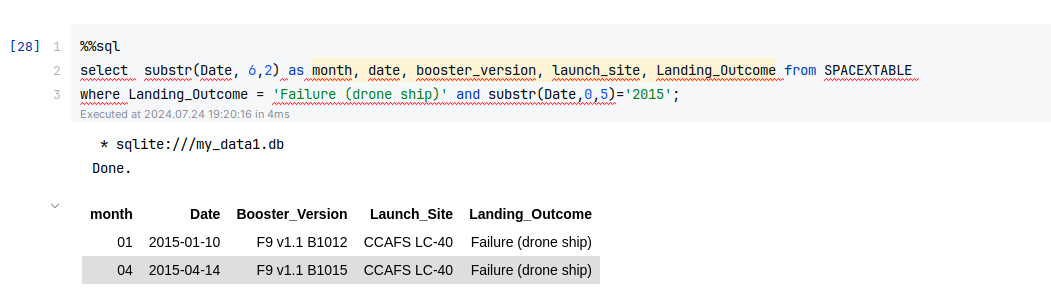 [28] 1 %%sql
2 select substr(Date, 6,2) as month, date, booster_version, launch_site, Landing_Outcome from SPACEXTABLE
3 where Landing_Outcome = 'Failure (drone ship)' and substr(Date,0,5)='2015';
Executed at 2024.07.24 19:20:16 in 4ms
* sqlite:///my_data1.db
Done.
month Date Booster_Version Launch_Site Landing_Outcome
01 2015-01-10 F9 v1.1 B1012 CCAFS LC-40 Failure (drone ship)
04 2015-04-14 F9 v1.1 B1015 CCAFS LC-40 Failure (drone ship)